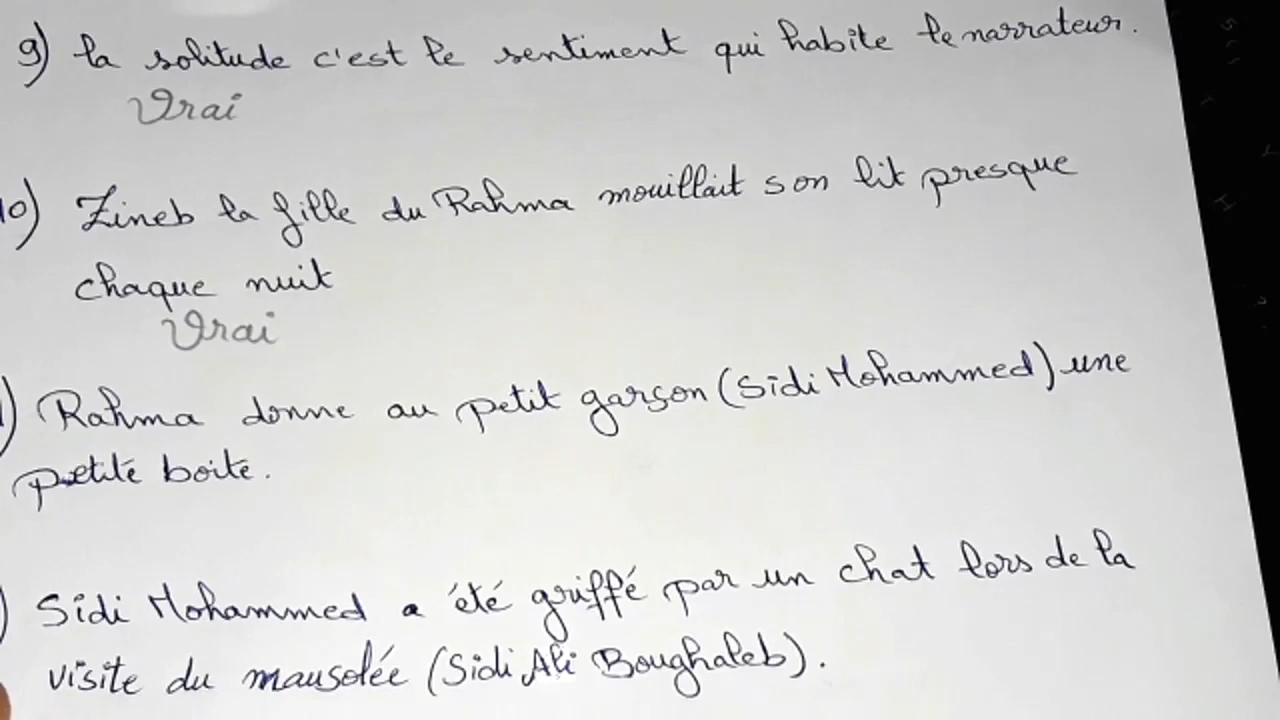 9) la solitude c'est le sentiment qui habite le narrateur.
Vrai
10) Zineb la fille du Rahma mouillait son lit presque
chaque nuit
Vrai
) Rahma donne au petit garçon (Sidi Mohammed) une
petite boite.
) Sidi Mohammed a été griffé par un chat lors de la
visite du mausolée (Sidi Ali Boughaleb).